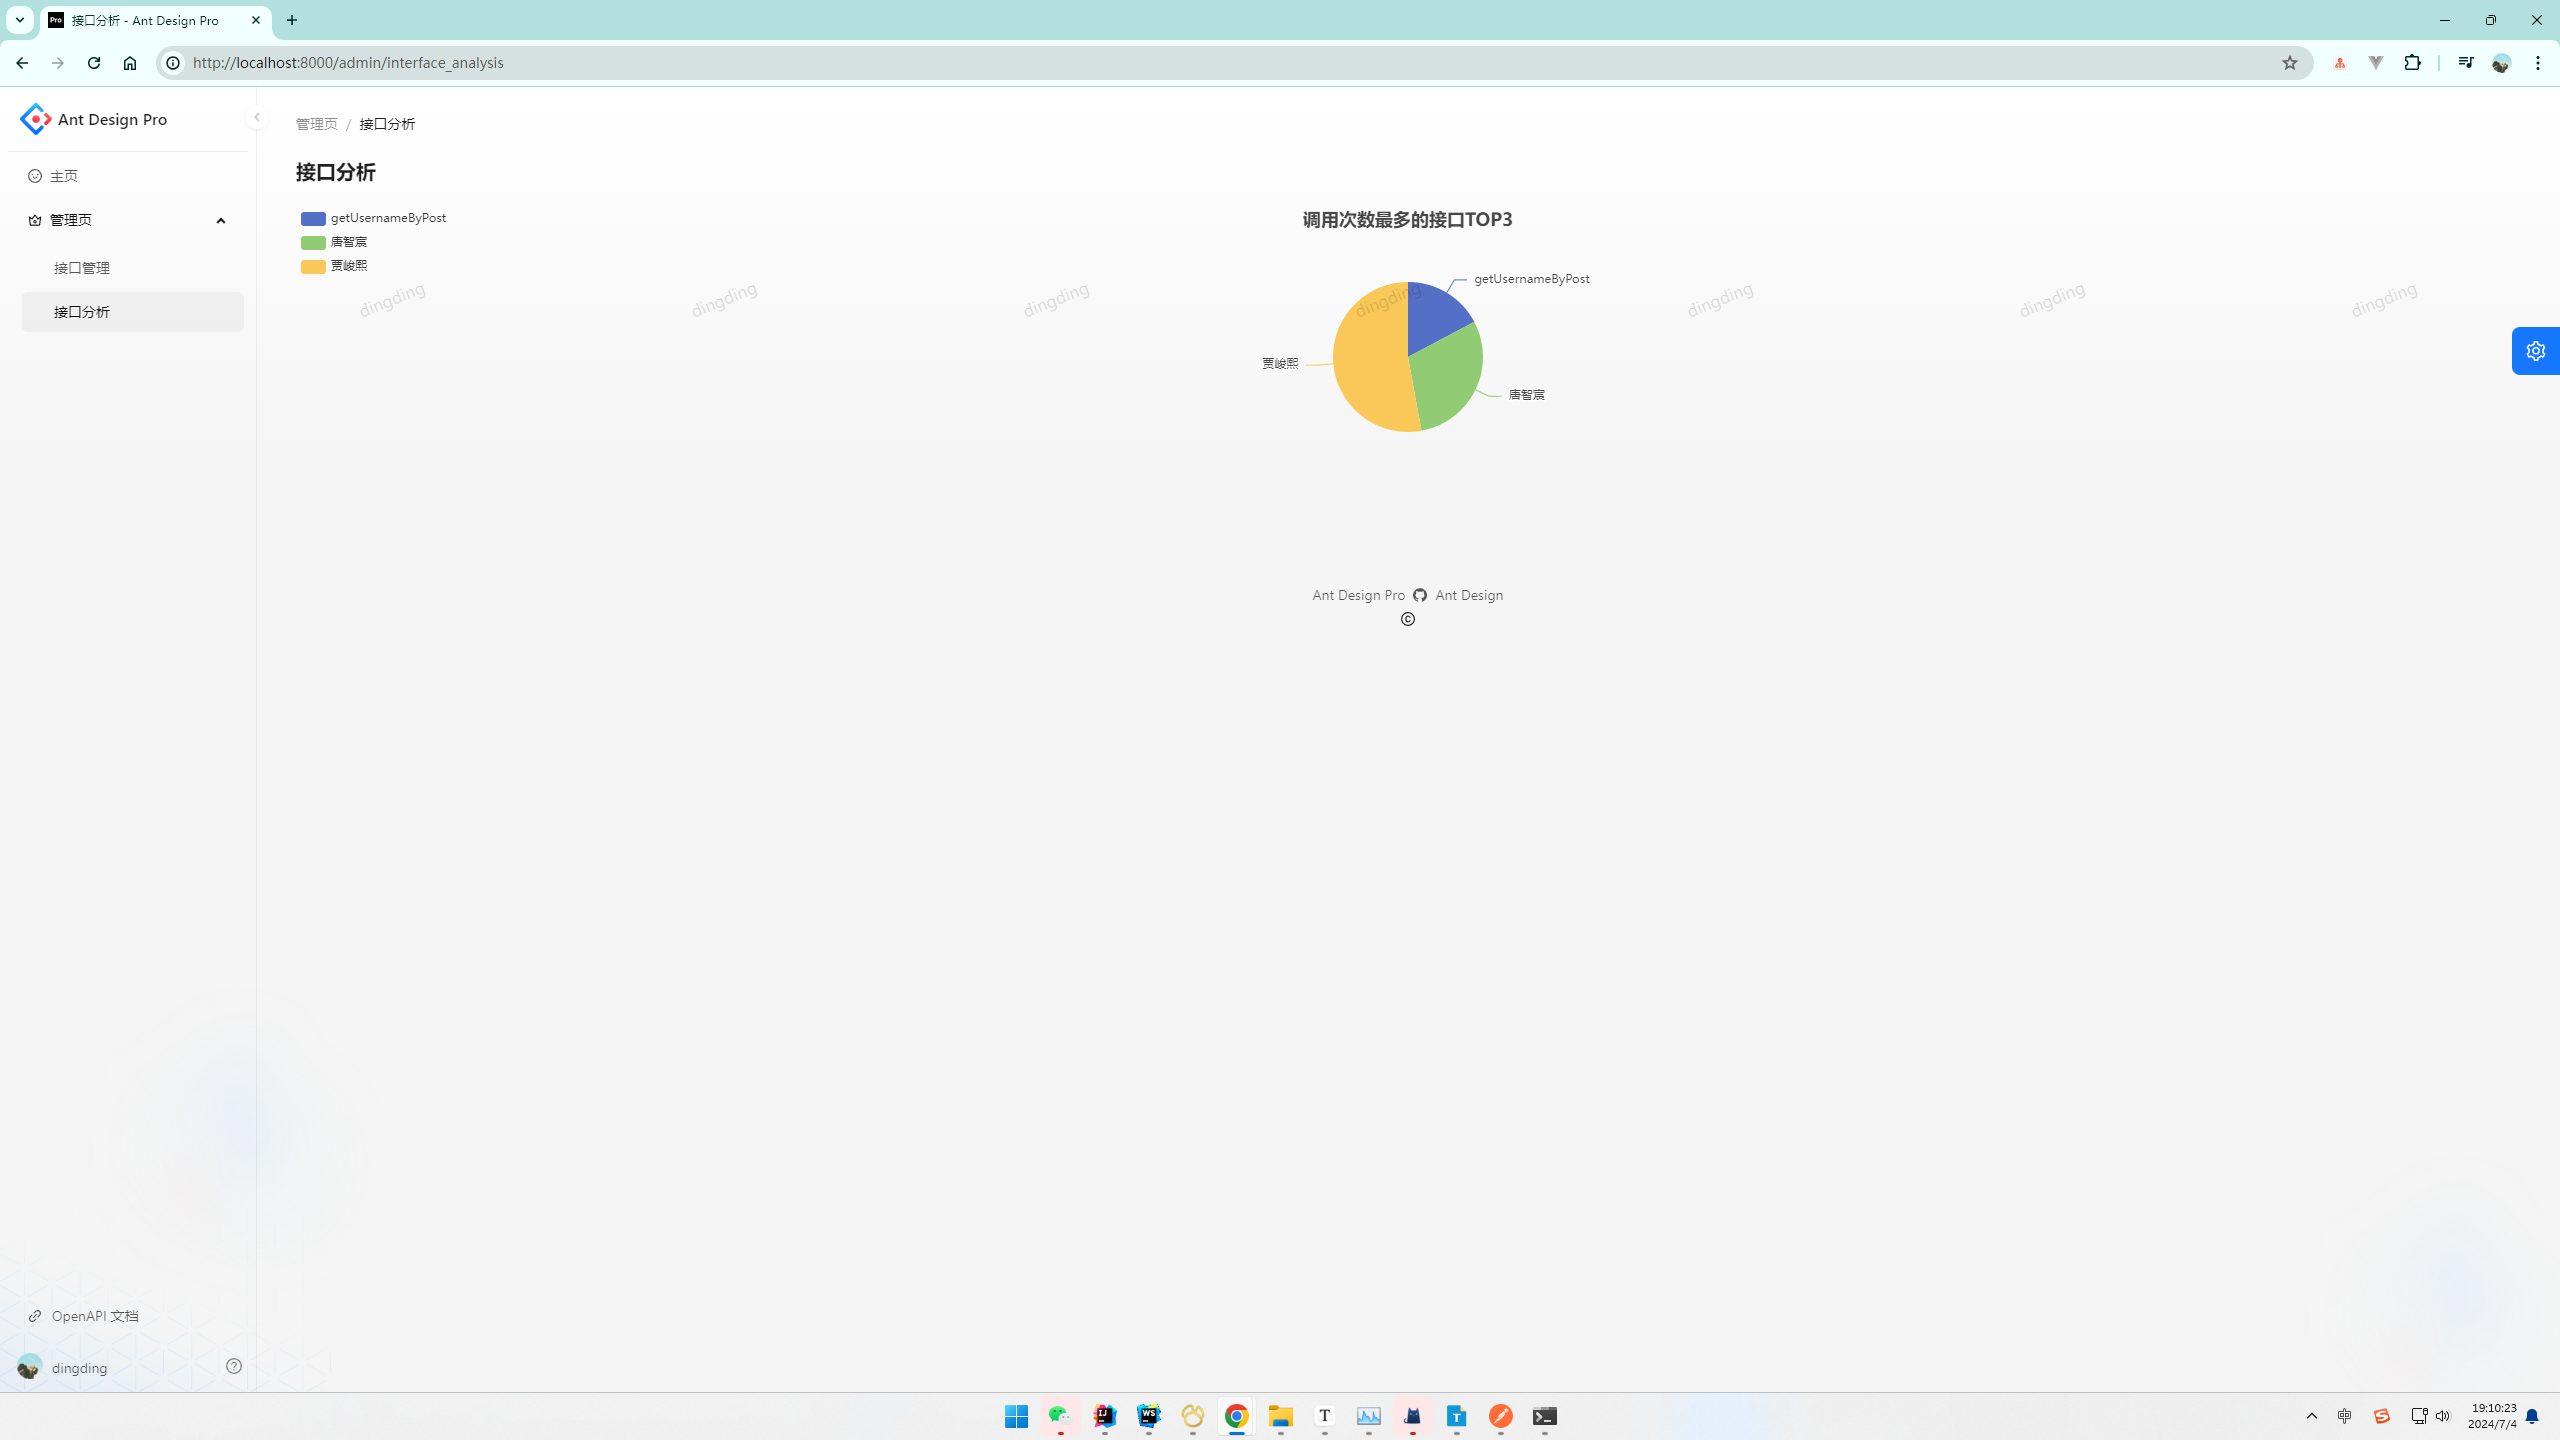 接口分析 - Ant Design Pro
http://localhost:8000/admin/interface_analysis
Ant Design Pro
主页
管理页
接口管理
接口分析
管理页 / 接口分析
接口分析
getUsernameByPost
唐智宸
贾峻熙
调用次数最多的接口TOP3
getUsernameByPost
贾峻熙
唐智宸
dingding dingding dingding dingding dingding dingding dingding
Ant Design Pro Ant Design
©
OpenAPI 文档
dingding
中
19:10:23
2024/7/4